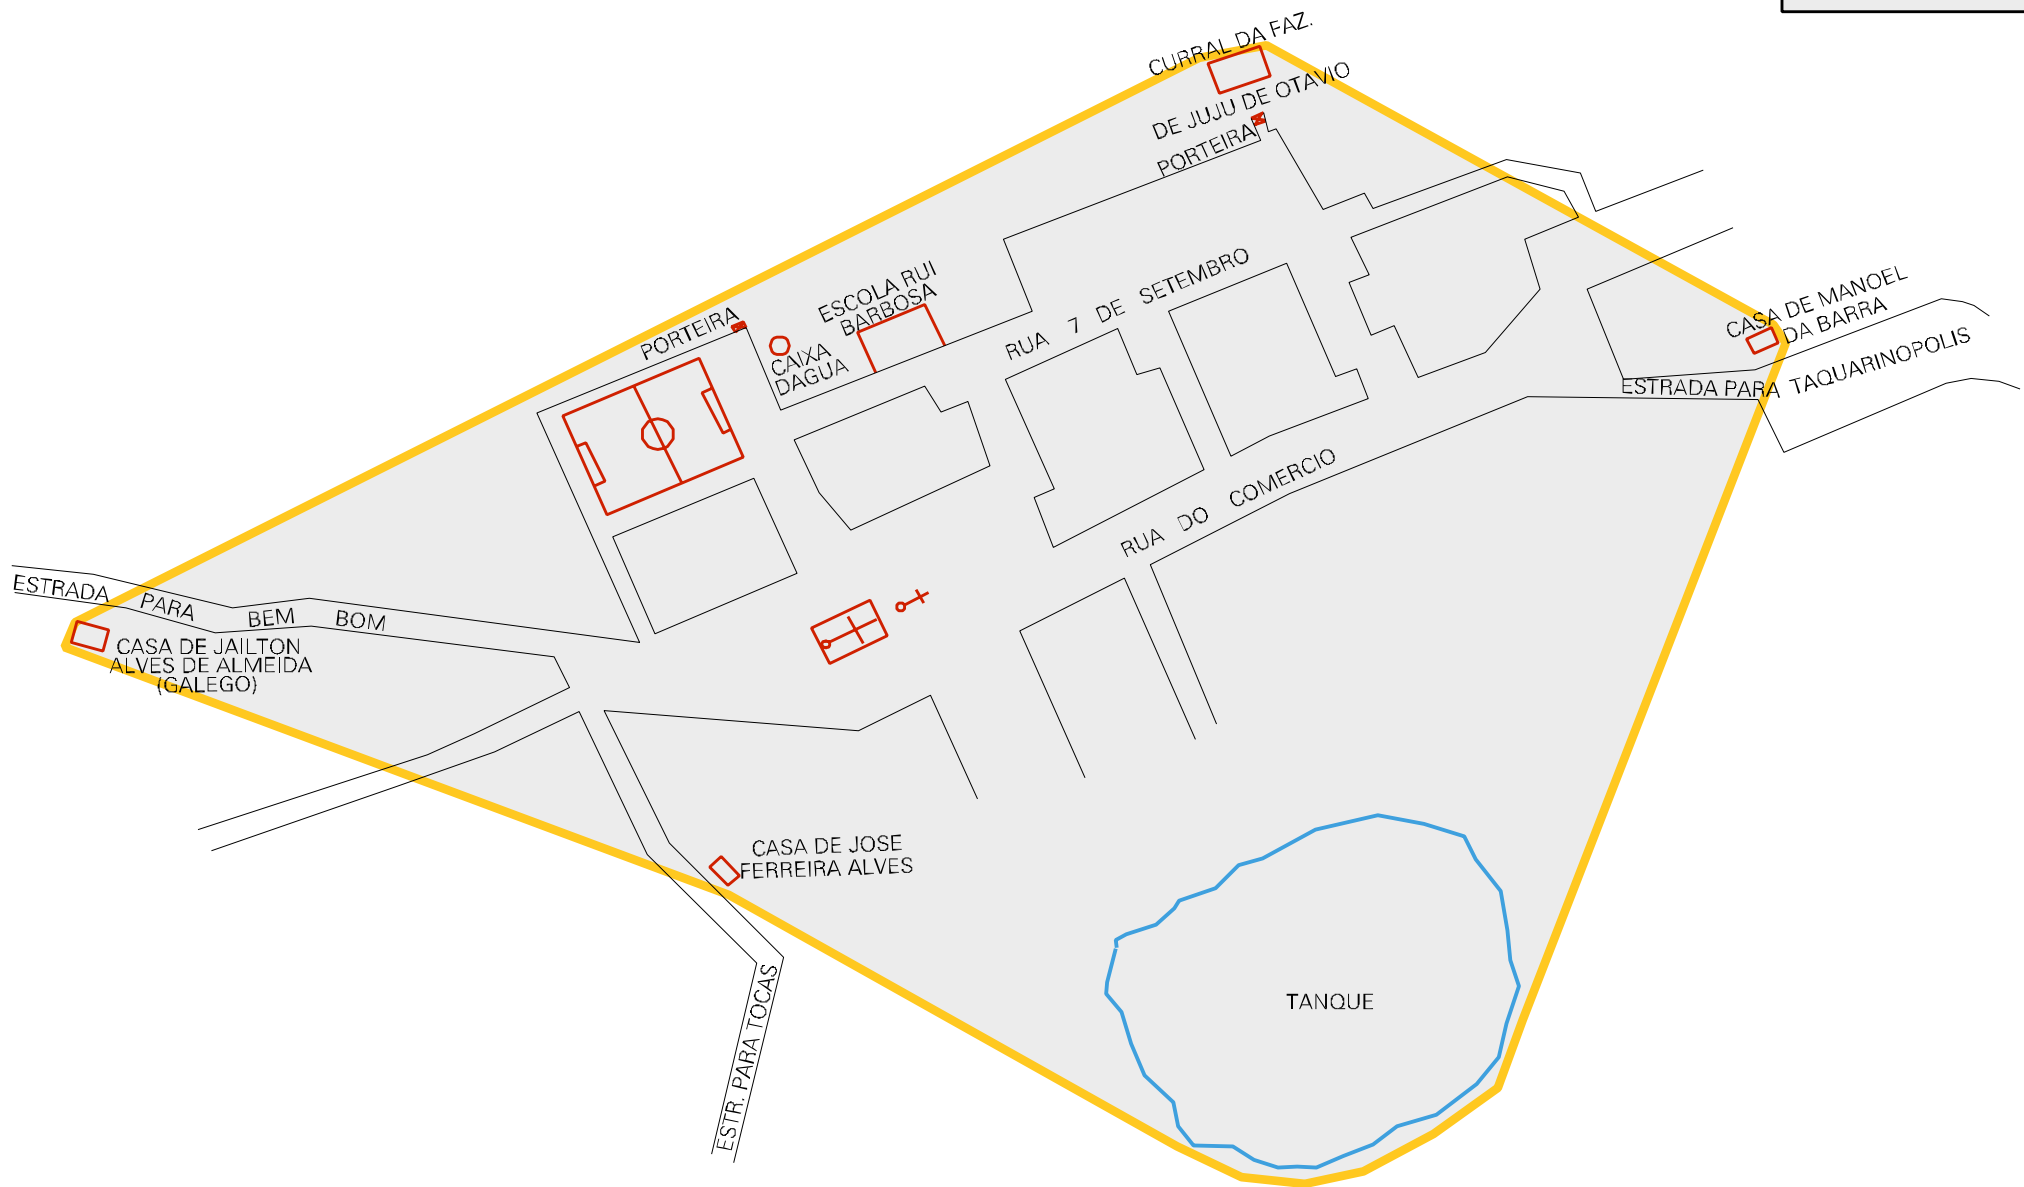 CURRAL DA FAZ.
DE JUJU DE OTAVIO
PORTEIRA
RUA 7 DE SETEMBRO
ESCOLA RUI
BARBOSA
PORTEIRA
CAIXA
DAGUA
CASA DE MANOEL
DA BARRA
ESTRADA PARA TAQUARINOPOLIS
RUA DO COMERCIO
ESTRADA PARA BEM BOM
CASA DE JAILTON
ALVES DE ALMEIDA
(GALEGO)
CASA DE JOSE
FERREIRA ALVES
ESTR. PARA TOCAS
TANQUE